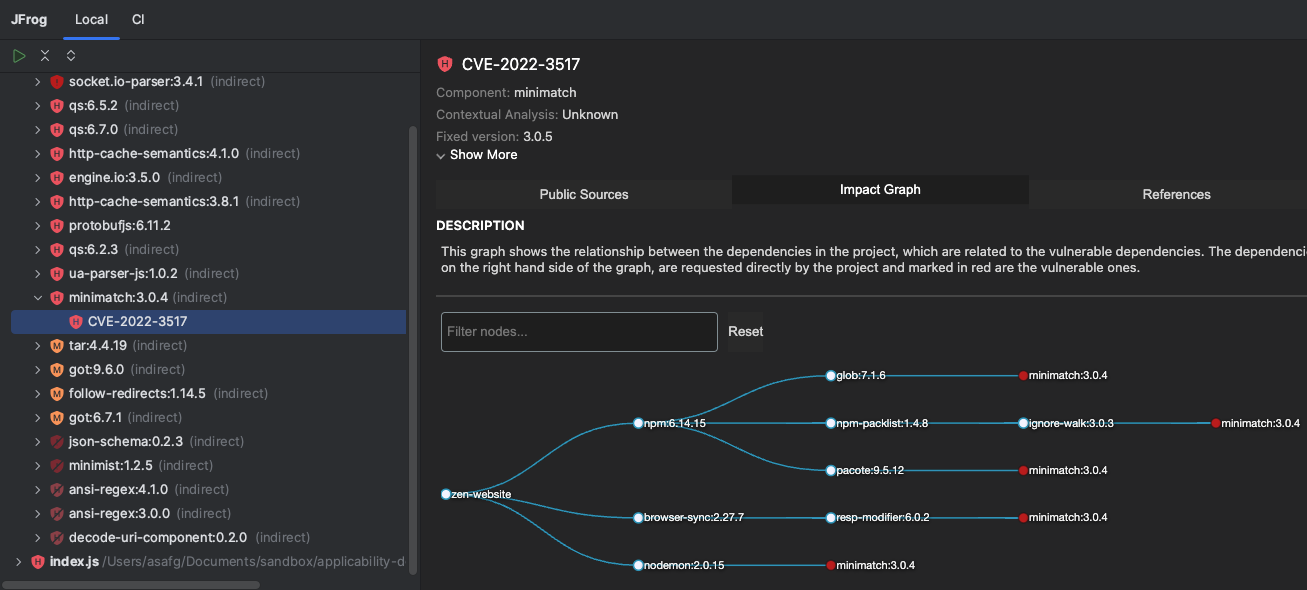 JFrog Local CI
socket.io-parser:3.4.1 (indirect)
qs:6.5.2 (indirect)
qs:6.7.0 (indirect)
http-cache-semantics:4.1.0 (indirect)
engine.io:3.5.0 (indirect)
http-cache-semantics:3.8.1 (indirect)
protobufjs:6.11.2
qs:6.2.3 (indirect)
ua-parser-js:1.0.2 (indirect)
minimatch:3.0.4 (indirect)
CVE-2022-3517
tar:4.4.19 (indirect)
got:9.6.0 (indirect)
follow-redirects:1.14.5 (indirect)
got:6.7.1 (indirect)
json-schema:0.2.3 (indirect)
minimist:1.2.5 (indirect)
ansi-regex:4.1.0 (indirect)
ansi-regex:3.0.0 (indirect)
decode-uri-component:0.2.0 (indirect)
index.js /Users/asafg/Documents/sandbox/applicability-d
CVE-2022-3517
Component: minimatch
Contextual Analysis: Unknown
Fixed version: 3.0.5
Show More
Public Sources Impact Graph References
DESCRIPTION
This graph shows the relationship between the dependencies in the project, which are related to the vulnerable dependencies. The dependenci
on the right hand side of the graph, are requested directly by the project and marked in red are the vulnerable ones.
Filter nodes... Reset
glob:7.1.6 minimatch:3.0.4
npm:6.14.15 npm-packlist:1.4.8 ignore-walk:3.0.3 minimatch:3.0.4
pacote:9.5.12 minimatch:3.0.4
zen-website
browser-sync:2.27.7 resp-modifier:6.0.2 minimatch:3.0.4
nodemon:2.0.15 minimatch:3.0.4